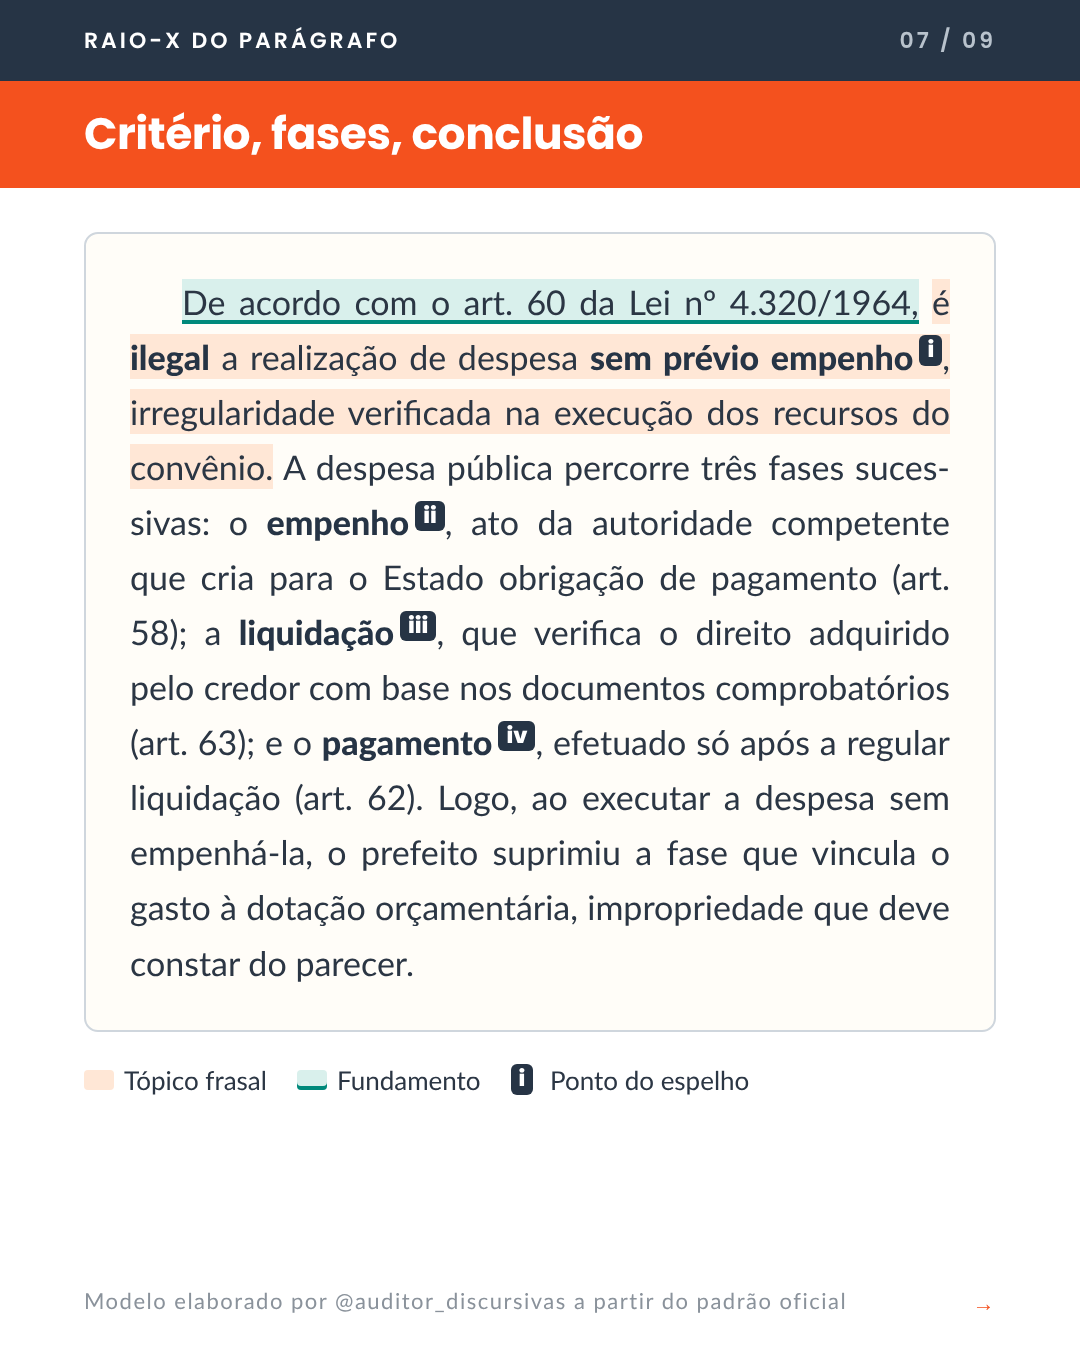 RAIO-X DO PARÁGRAFO
07 / 09
Critério, fases, conclusão
De acordo com o art. 60 da Lei nº 4.320/1964, é
ilegal a realização de despesa sem prévio empenho i,
irregularidade verificada na execução dos recursos do
convênio. A despesa pública percorre três fases suces-
sivas: o empenho ii, ato da autoridade competente
que cria para o Estado obrigação de pagamento (art.
58); a liquidação iii, que verifica o direito adquirido
pelo credor com base nos documentos comprobatórios
(art. 63); e o pagamento iv, efetuado só após a regular
liquidação (art. 62). Logo, ao executar a despesa sem
empenhá-la, o prefeito suprimiu a fase que vincula o
gasto à dotação orçamentária, impropriedade que deve
constar do parecer.
Tópico frasal Fundamento i Ponto do espelho
Modelo elaborado por @auditor_discursivas a partir do padrão oficial →